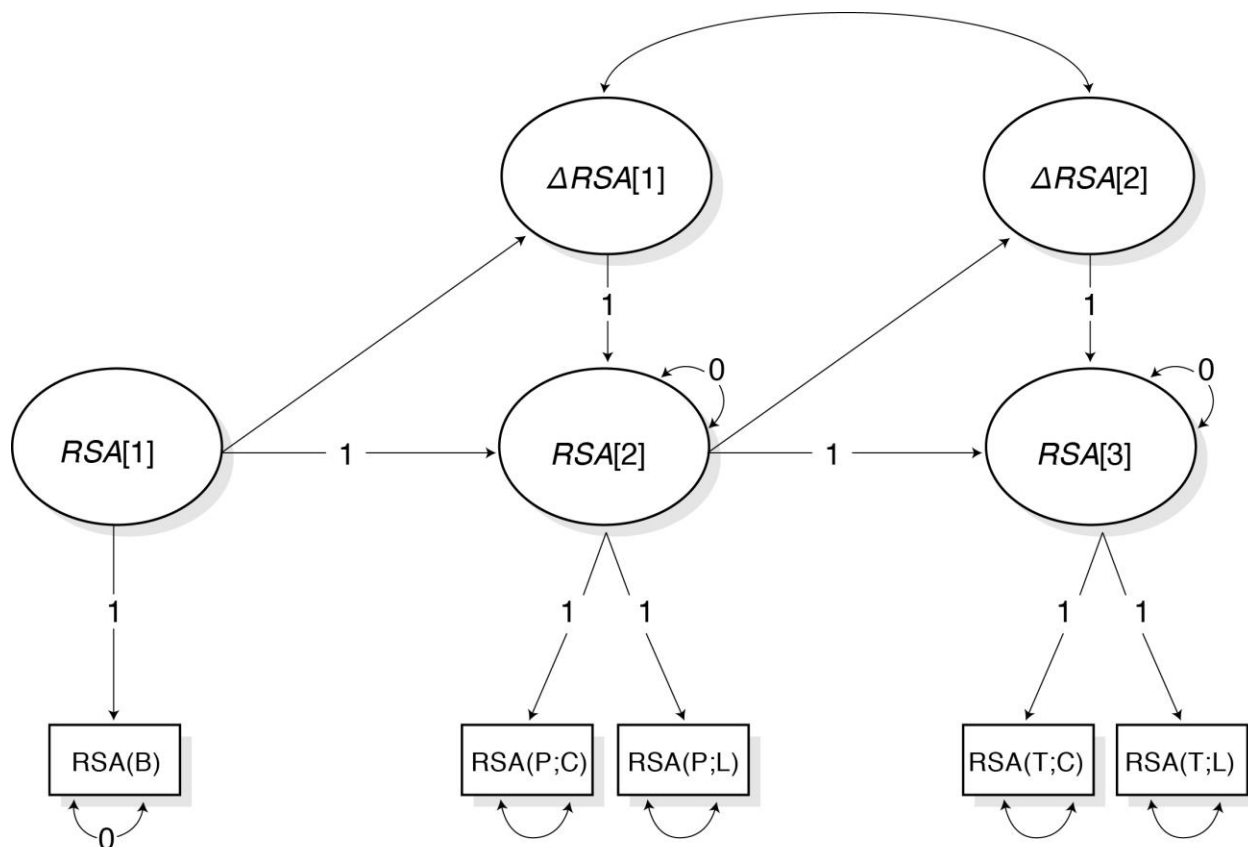 ΔRSA[1]
ΔRSA[2]
1
1
0
0
RSA[1]
1
RSA[2]
1
RSA[3]
1
1
1
1
1
RSA(B)
RSA(P;C)
RSA(P;L)
RSA(T;C)
RSA(T;L)
0